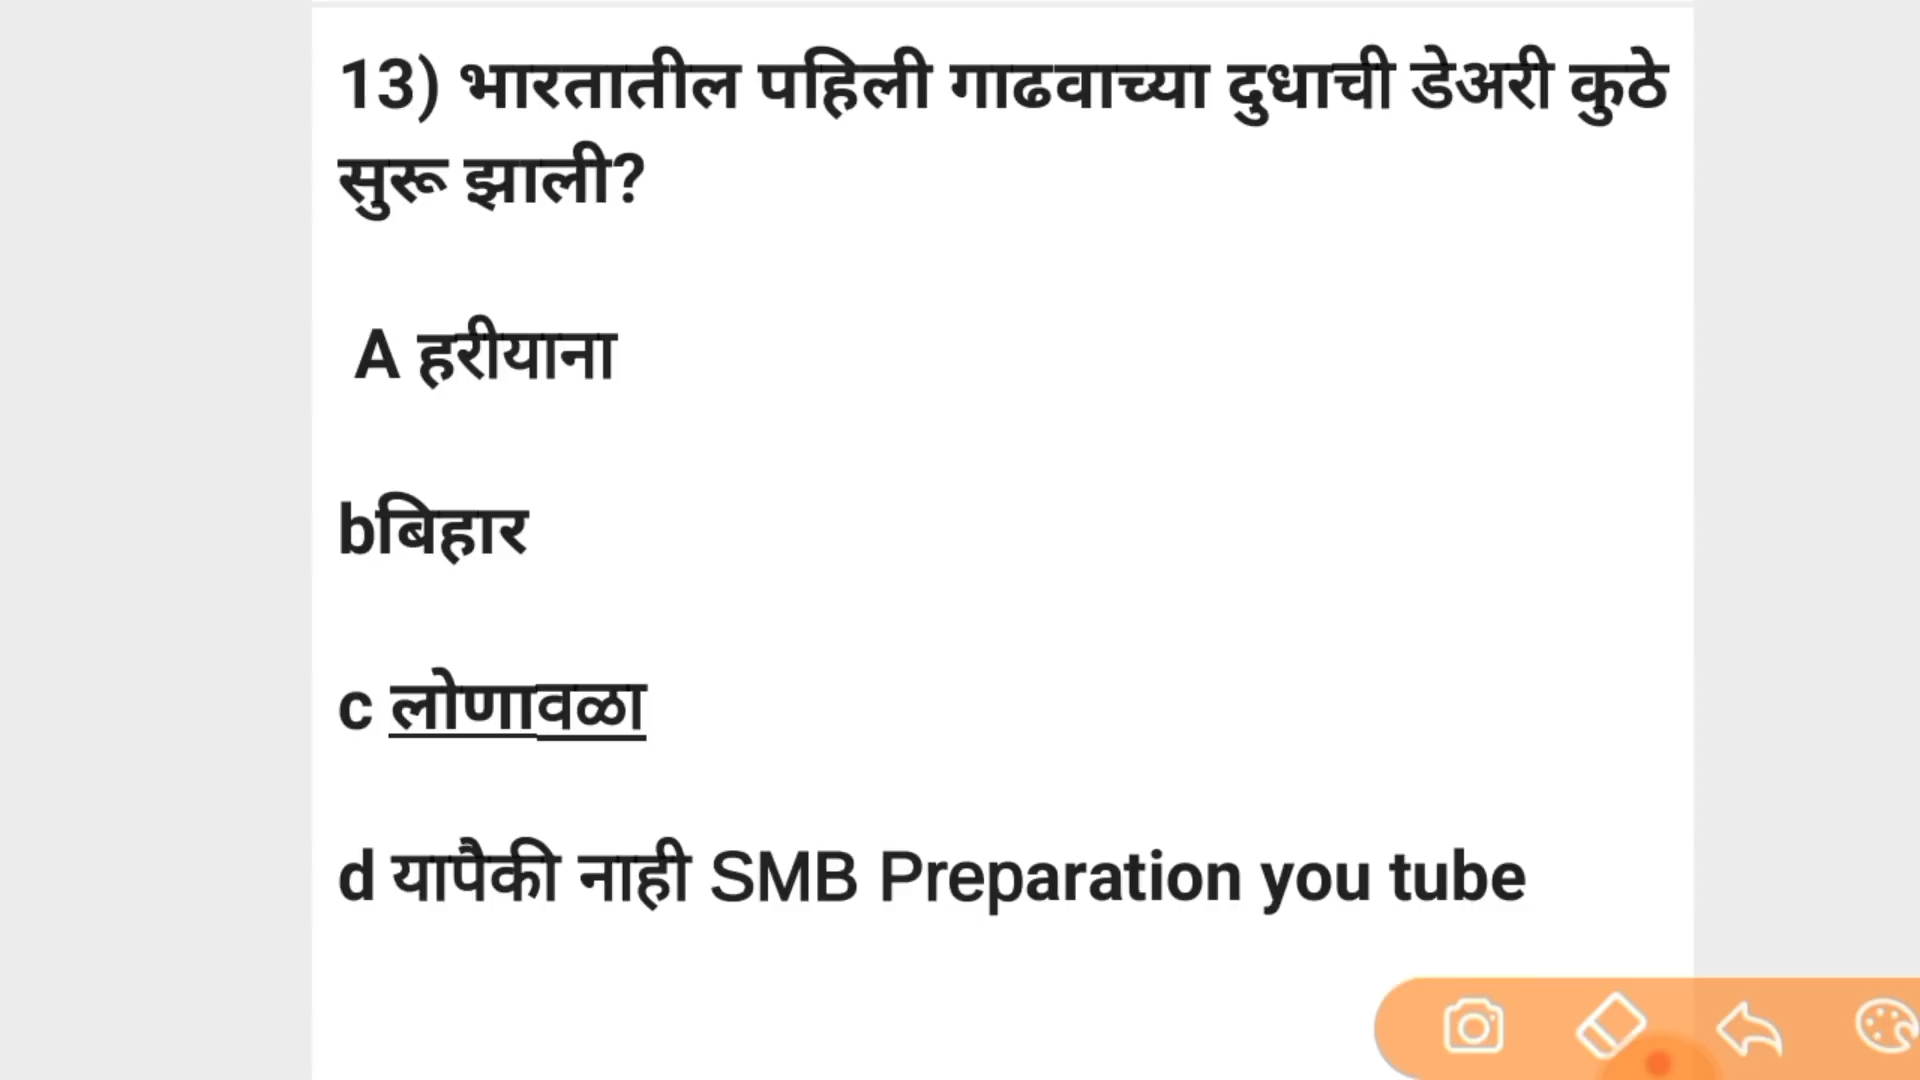 13) भारतातील पहिली गाढवाच्या दुधाची डेअरी कुठे
सुरू झाली?
A हरीयाना
bबिहार
c लोणावळा
d यापैकी नाही SMB Preparation you tube